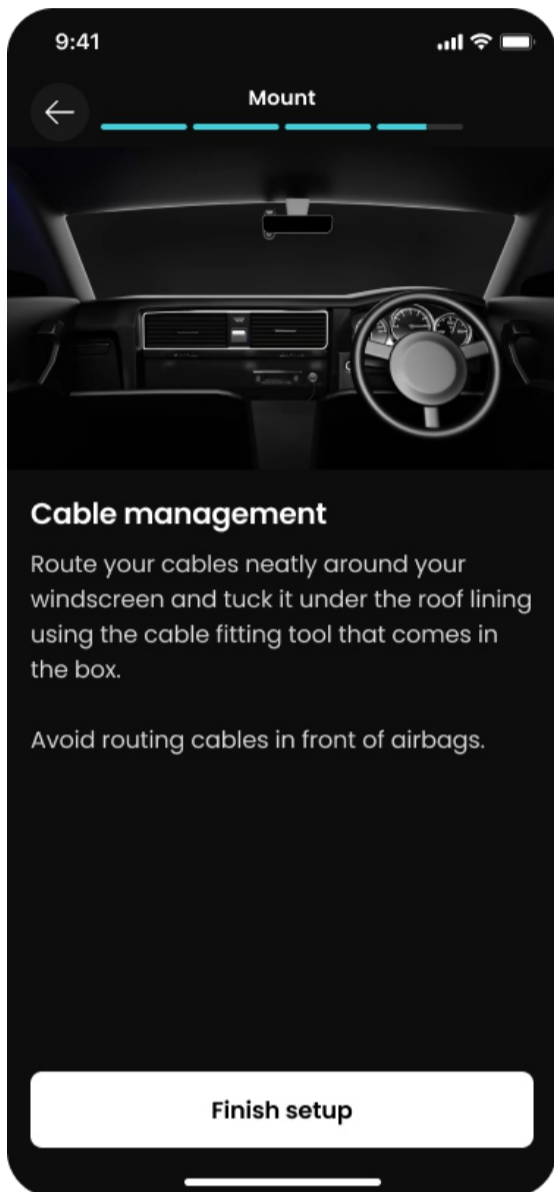 9:41
Mount
Cable management
Route your cables neatly around your
windscreen and tuck it under the roof lining
using the cable fitting tool that comes in
the box.
Avoid routing cables in front of airbags.
Finish setup